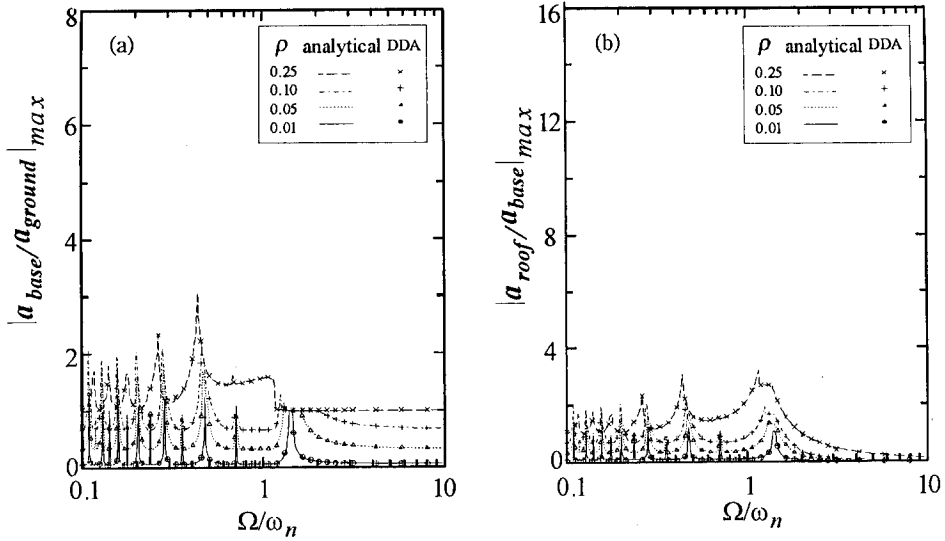 8
6
4
2
0
|a_base/a_ground|_max
(a)
ρ analytical DDA
0.25
0.10
0.05
0.01
0.1 1 10
Ω/ω_n
16
12
8
4
0
|a_roof/a_base|_max
(b)
ρ analytical DDA
0.25
0.10
0.05
0.01
0.1 1 10
Ω/ω_n